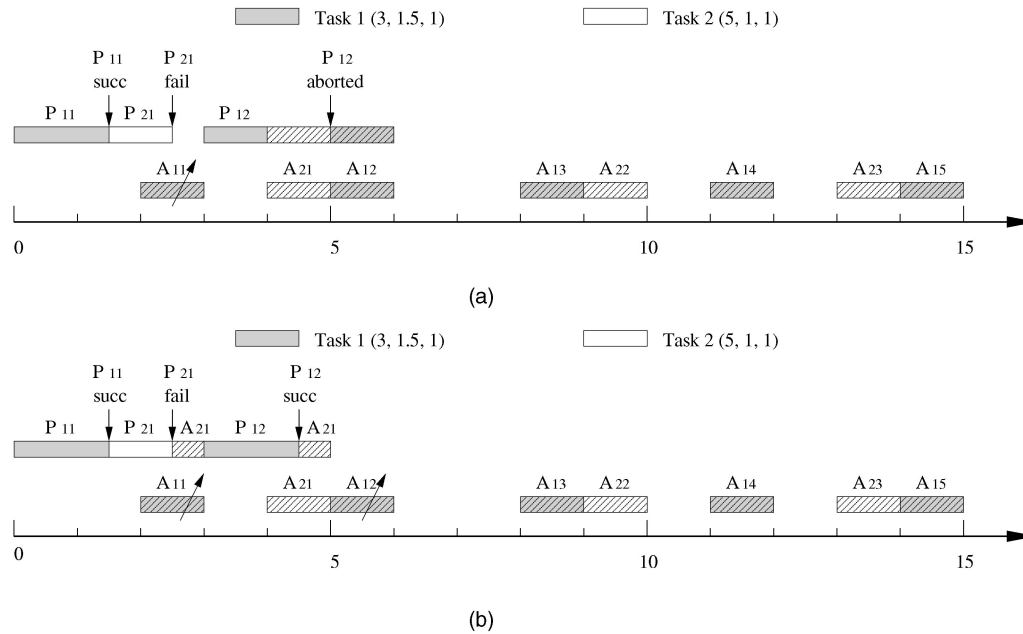 Task 1 (3, 1.5, 1) Task 2 (5, 1, 1)
P 11 P 21 P 12
succ fail aborted
P 11 P 21 P 12
A 11 A 21 A 12 A 13 A 22 A 14 A 23 A 15
0 5 10 15
(a)
Task 1 (3, 1.5, 1) Task 2 (5, 1, 1)
P 11 P 21 P 12
succ fail succ
P 11 P 21 A 21 P 12 A 21
A 11 A 21 A 12 A 13 A 22 A 14 A 23 A 15
0 5 10 15
(b)